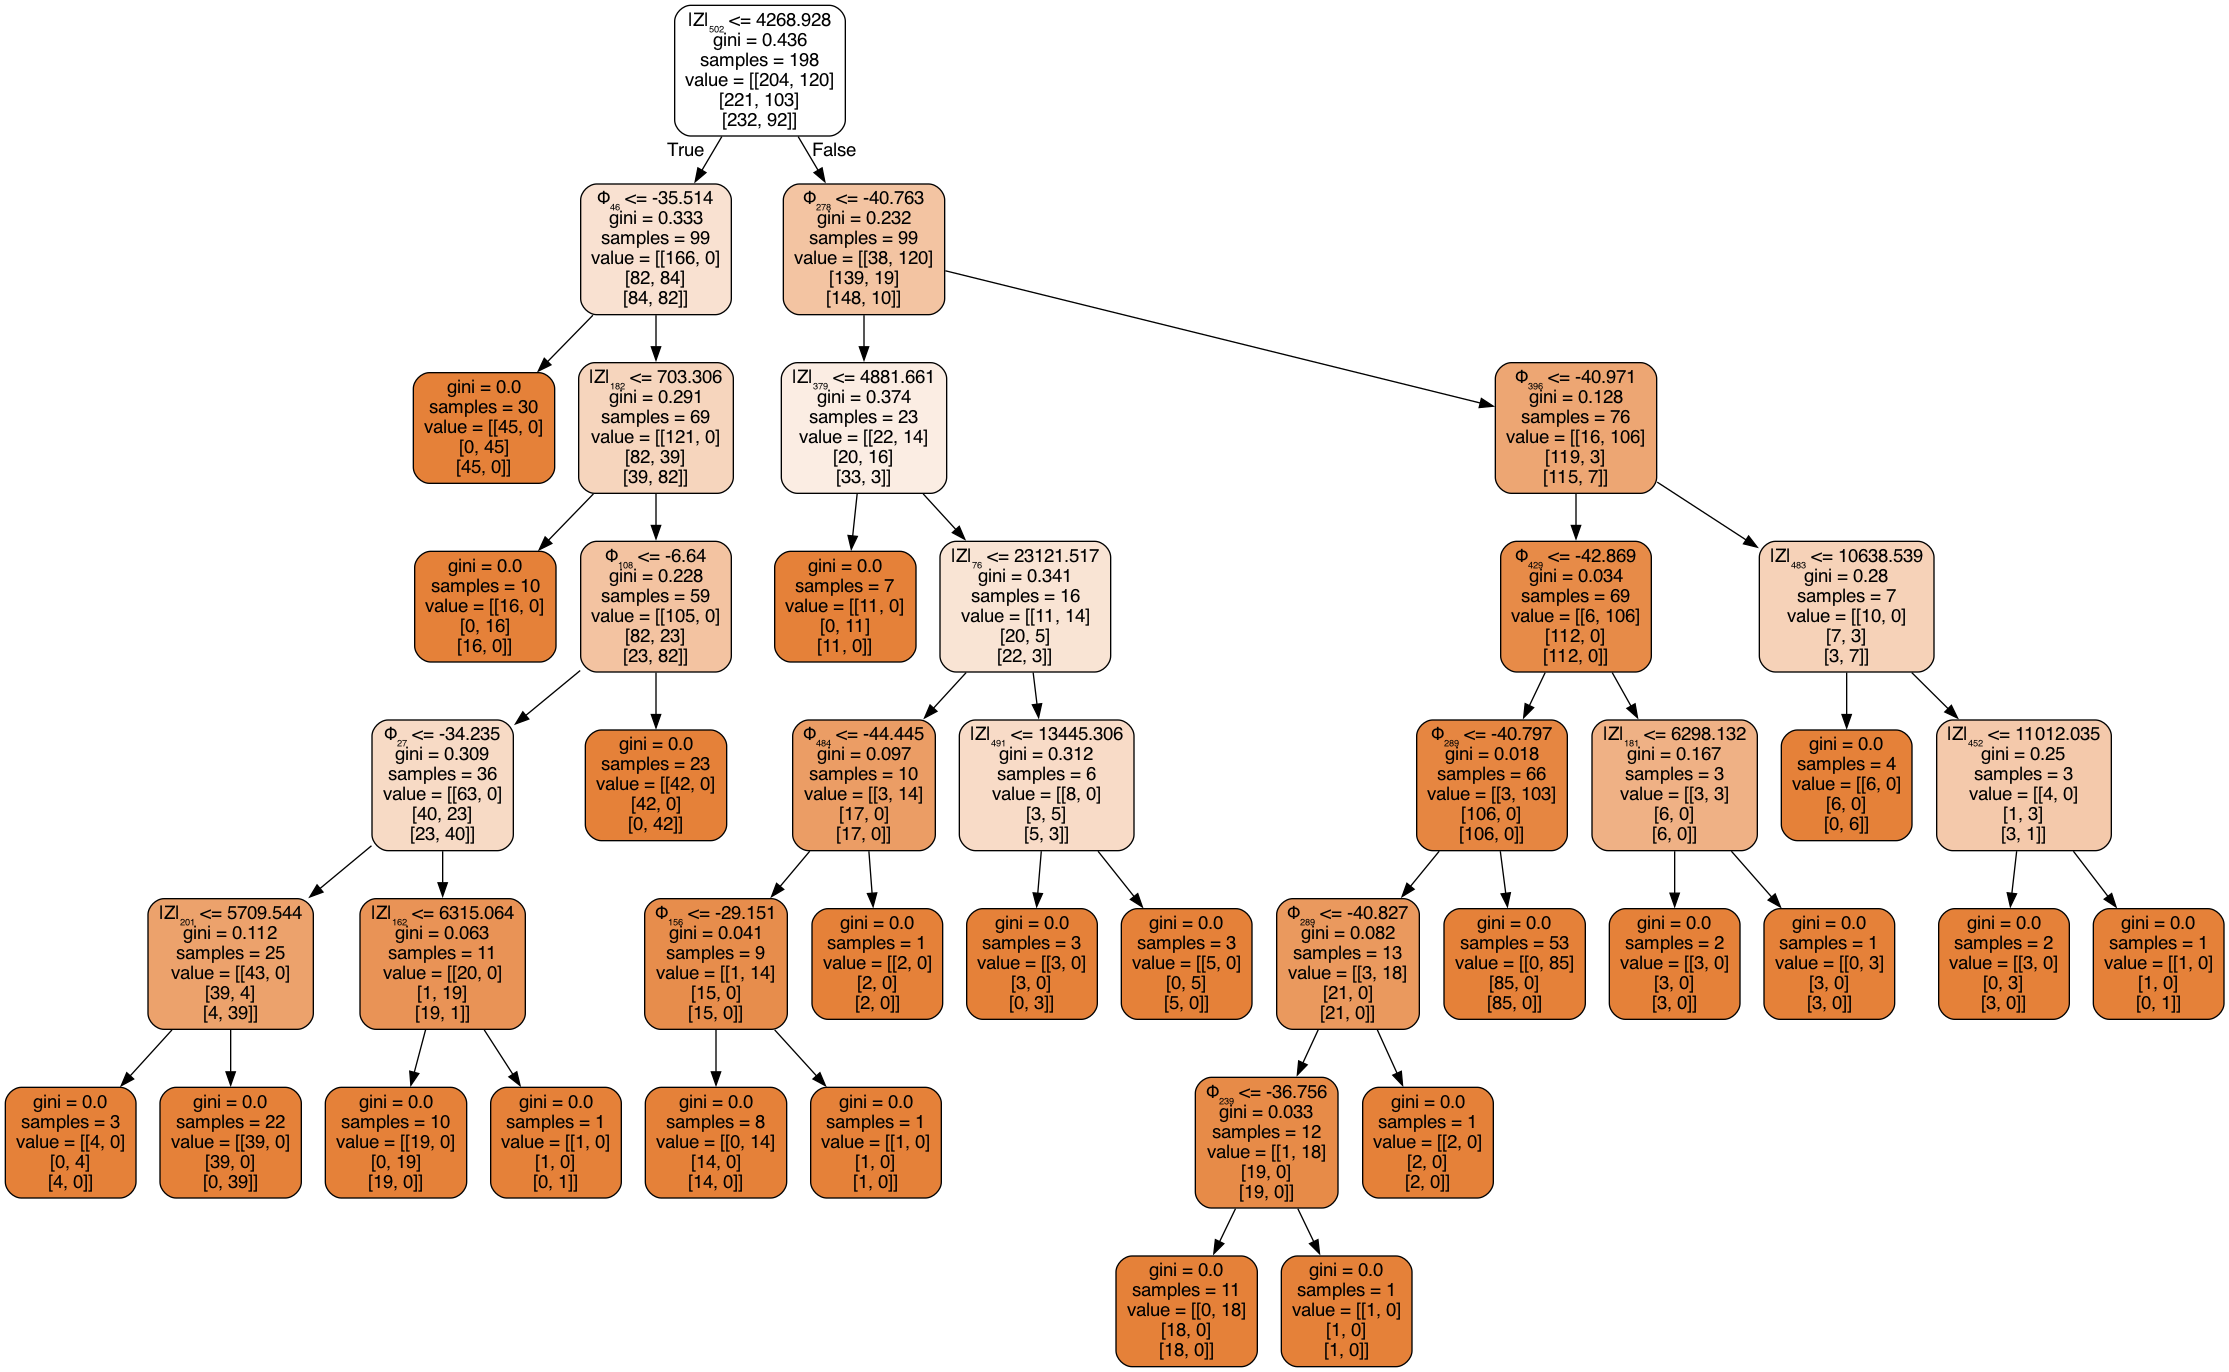 |Z|₅₀₂ <= 4268.928
gini = 0.436
samples = 198
value = [[204, 120]
[221, 103]
[232, 92]]
True
False
Φ₄₆ <= -35.514
gini = 0.333
samples = 99
value = [[166, 0]
[82, 84]
[84, 82]]
Φ₂₇₈ <= -40.763
gini = 0.232
samples = 99
value = [[38, 120]
[139, 19]
[148, 10]]
gini = 0.0
samples = 30
value = [[45, 0]
[0, 45]
[45, 0]]
|Z|₁₈₂ <= 703.306
gini = 0.291
samples = 69
value = [[121, 0]
[82, 39]
[39, 82]]
|Z|₃₇₉ <= 4881.661
gini = 0.374
samples = 23
value = [[22, 14]
[20, 16]
[33, 3]]
Φ₃₉₆ <= -40.971
gini = 0.128
samples = 76
value = [[16, 106]
[119, 3]
[115, 7]]
gini = 0.0
samples = 10
value = [[16, 0]
[0, 16]
[16, 0]]
Φ₁₀₈ <= -6.64
gini = 0.228
samples = 59
value = [[105, 0]
[82, 23]
[23, 82]]
gini = 0.0
samples = 7
value = [[11, 0]
[0, 11]
[11, 0]]
|Z|₇₆ <= 23121.517
gini = 0.341
samples = 16
value = [[11, 14]
[20, 5]
[22, 3]]
Φ₄₂₉ <= -42.869
gini = 0.034
samples = 69
value = [[6, 106]
[112, 0]
[112, 0]]
|Z|₄₈₃ <= 10638.539
gini = 0.28
samples = 7
value = [[10, 0]
[7, 3]
[3, 7]]
Φ₂₇ <= -34.235
gini = 0.309
samples = 36
value = [[63, 0]
[40, 23]
[23, 40]]
gini = 0.0
samples = 23
value = [[42, 0]
[42, 0]
[0, 42]]
Φ₄₈₄ <= -44.445
gini = 0.097
samples = 10
value = [[3, 14]
[17, 0]
[17, 0]]
|Z|₄₉₁ <= 13445.306
gini = 0.312
samples = 6
value = [[8, 0]
[3, 5]
[5, 3]]
Φ₂₈₉ <= -40.797
gini = 0.018
samples = 66
value = [[3, 103]
[106, 0]
[106, 0]]
|Z|₁₈₁ <= 6298.132
gini = 0.167
samples = 3
value = [[3, 3]
[6, 0]
[6, 0]]
gini = 0.0
samples = 4
value = [[6, 0]
[6, 0]
[0, 6]]
|Z|₄₅₂ <= 11012.035
gini = 0.25
samples = 3
value = [[4, 0]
[1, 3]
[3, 1]]
|Z|₂₀₁ <= 5709.544
gini = 0.112
samples = 25
value = [[43, 0]
[39, 4]
[4, 39]]
|Z|₁₆₂ <= 6315.064
gini = 0.063
samples = 11
value = [[20, 0]
[1, 19]
[19, 1]]
Φ₁₅₆ <= -29.151
gini = 0.041
samples = 9
value = [[1, 14]
[15, 0]
[15, 0]]
gini = 0.0
samples = 1
value = [[2, 0]
[2, 0]
[2, 0]]
gini = 0.0
samples = 3
value = [[3, 0]
[3, 0]
[0, 3]]
gini = 0.0
samples = 3
value = [[5, 0]
[0, 5]
[5, 0]]
Φ₂₈₉ <= -40.827
gini = 0.082
samples = 13
value = [[3, 18]
[21, 0]
[21, 0]]
gini = 0.0
samples = 53
value = [[0, 85]
[85, 0]
[85, 0]]
gini = 0.0
samples = 2
value = [[3, 0]
[3, 0]
[3, 0]]
gini = 0.0
samples = 1
value = [[0, 3]
[3, 0]
[3, 0]]
gini = 0.0
samples = 2
value = [[3, 0]
[0, 3]
[3, 0]]
gini = 0.0
samples = 1
value = [[1, 0]
[1, 0]
[0, 1]]
gini = 0.0
samples = 3
value = [[4, 0]
[0, 4]
[4, 0]]
gini = 0.0
samples = 22
value = [[39, 0]
[39, 0]
[0, 39]]
gini = 0.0
samples = 10
value = [[19, 0]
[0, 19]
[19, 0]]
gini = 0.0
samples = 1
value = [[1, 0]
[1, 0]
[0, 1]]
gini = 0.0
samples = 8
value = [[0, 14]
[14, 0]
[14, 0]]
gini = 0.0
samples = 1
value = [[1, 0]
[1, 0]
[1, 0]]
Φ₂₃₉ <= -36.756
gini = 0.033
samples = 12
value = [[1, 18]
[19, 0]
[19, 0]]
gini = 0.0
samples = 1
value = [[2, 0]
[2, 0]
[2, 0]]
gini = 0.0
samples = 11
value = [[0, 18]
[18, 0]
[18, 0]]
gini = 0.0
samples = 1
value = [[1, 0]
[1, 0]
[1, 0]]